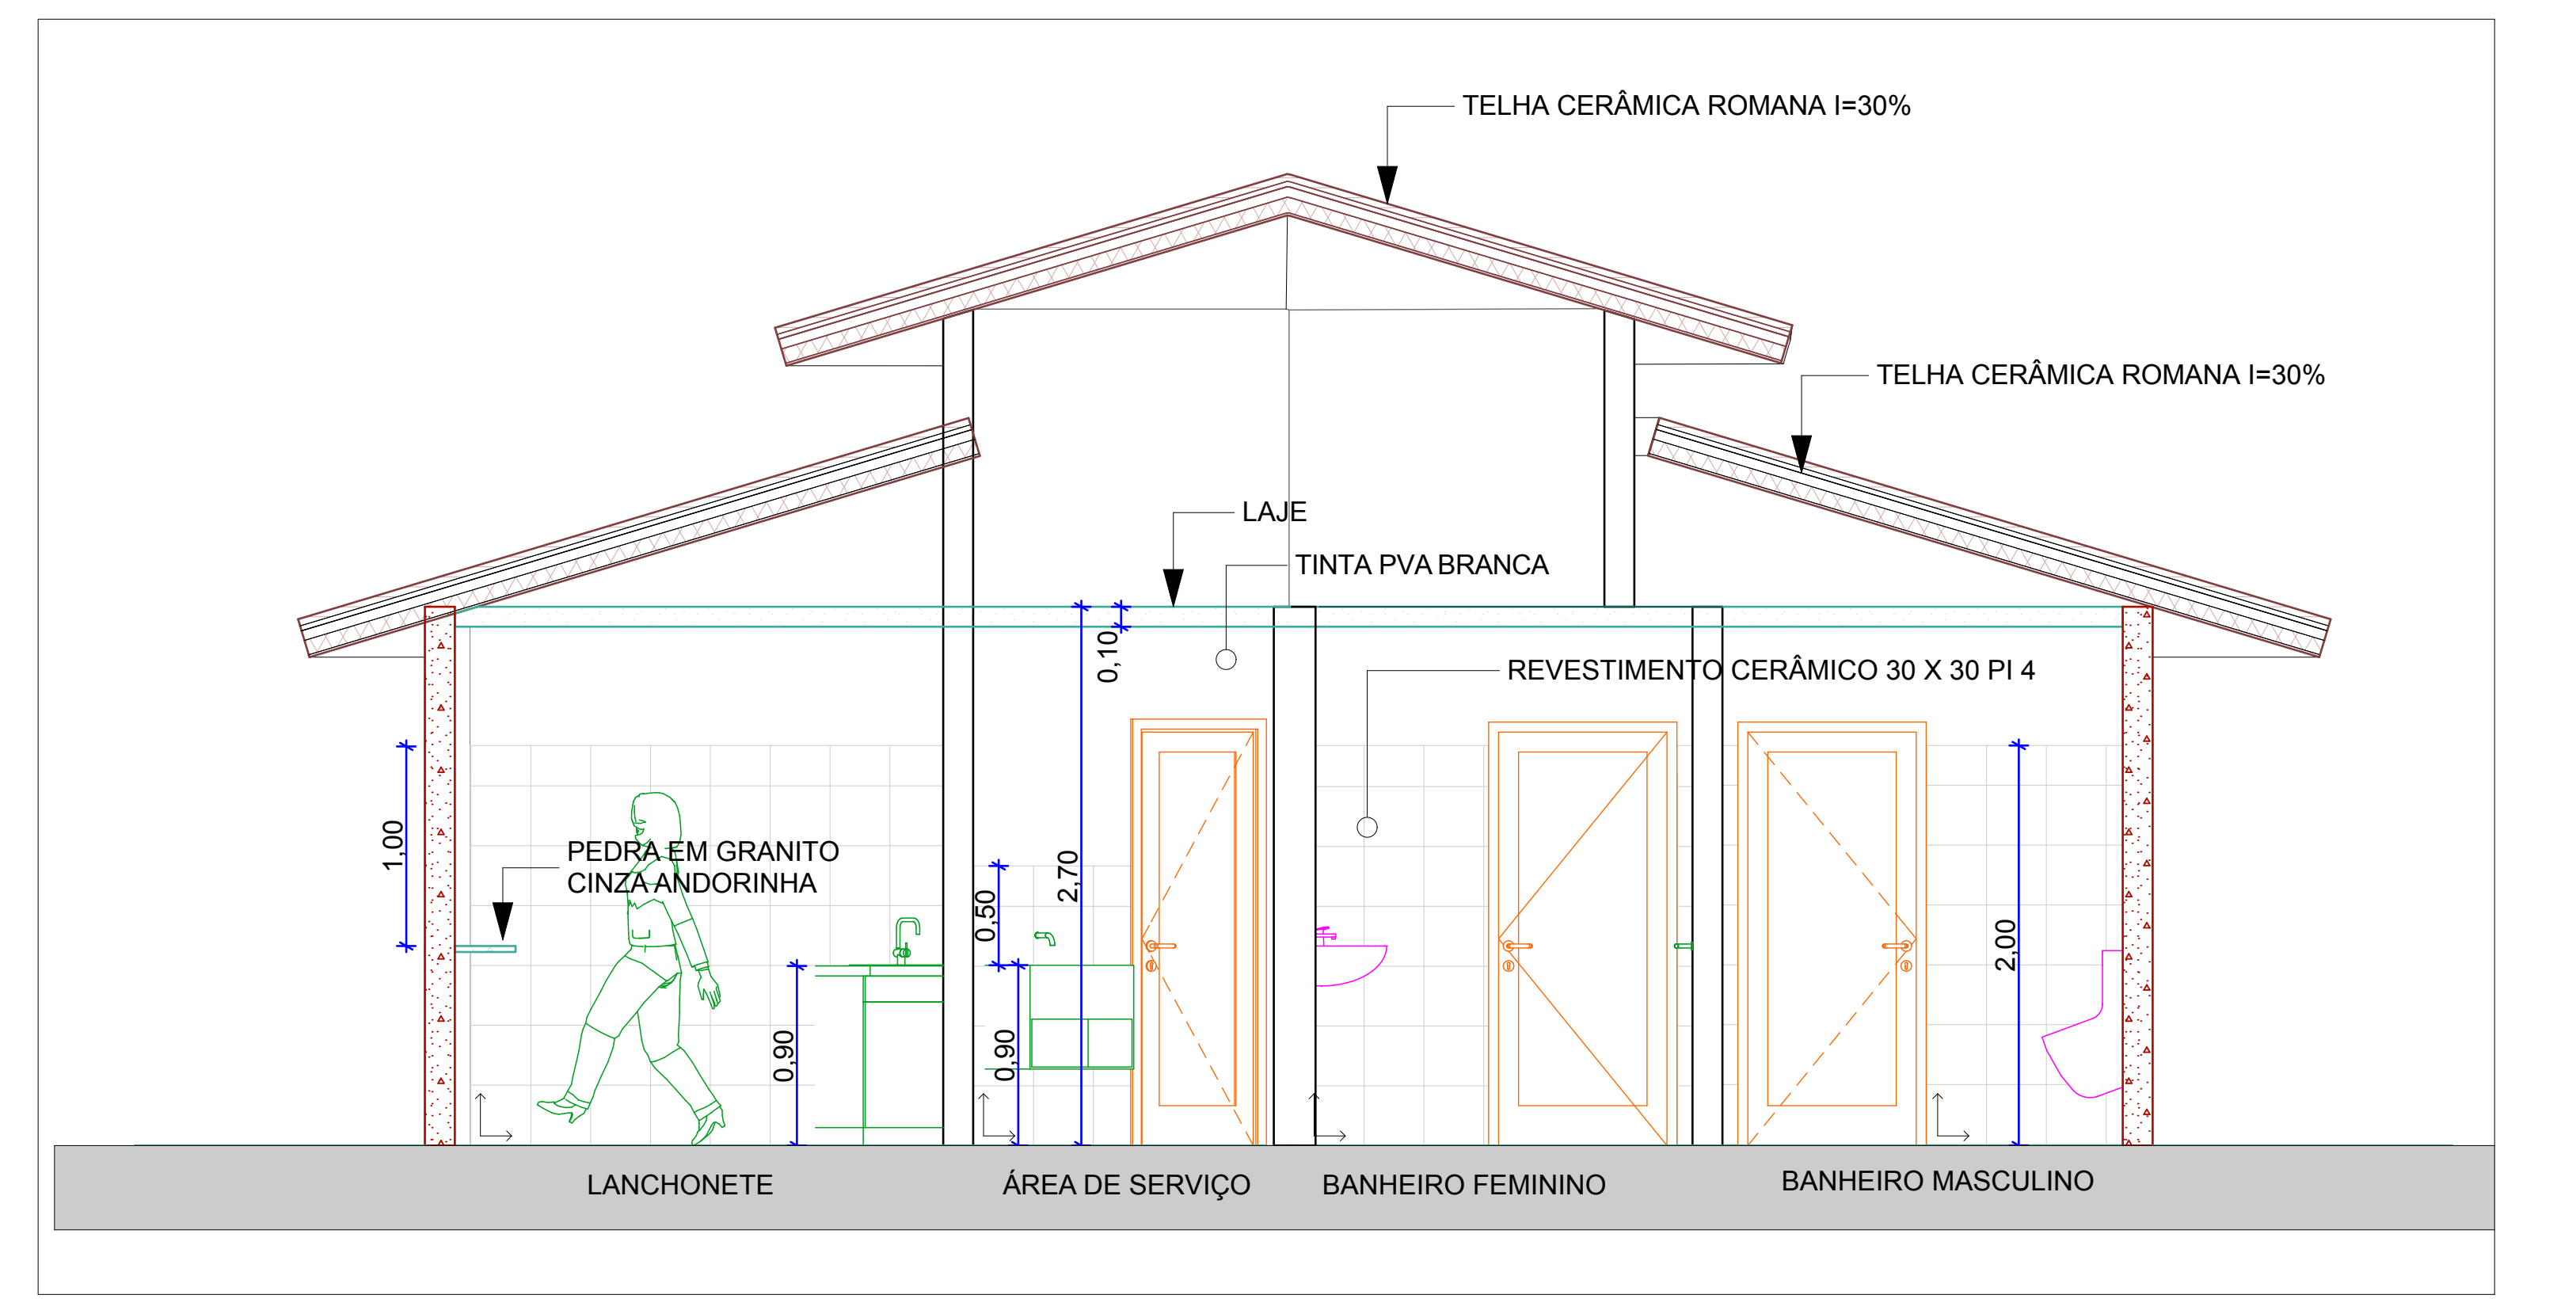 TELHA CERÂMICA ROMANA I=30%
TELHA CERÂMICA ROMANA I=30%
LAJE
TINTA PVA BRANCA
0,10
REVESTIMENTO CERÂMICO 30 X 30 PI 4
1,00
PEDRA EM GRANITO
CINZA ANDORINHA
0,50
2,70
2,00
0,90
0,90
LANCHONETE
ÁREA DE SERVIÇO
BANHEIRO FEMININO
BANHEIRO MASCULINO